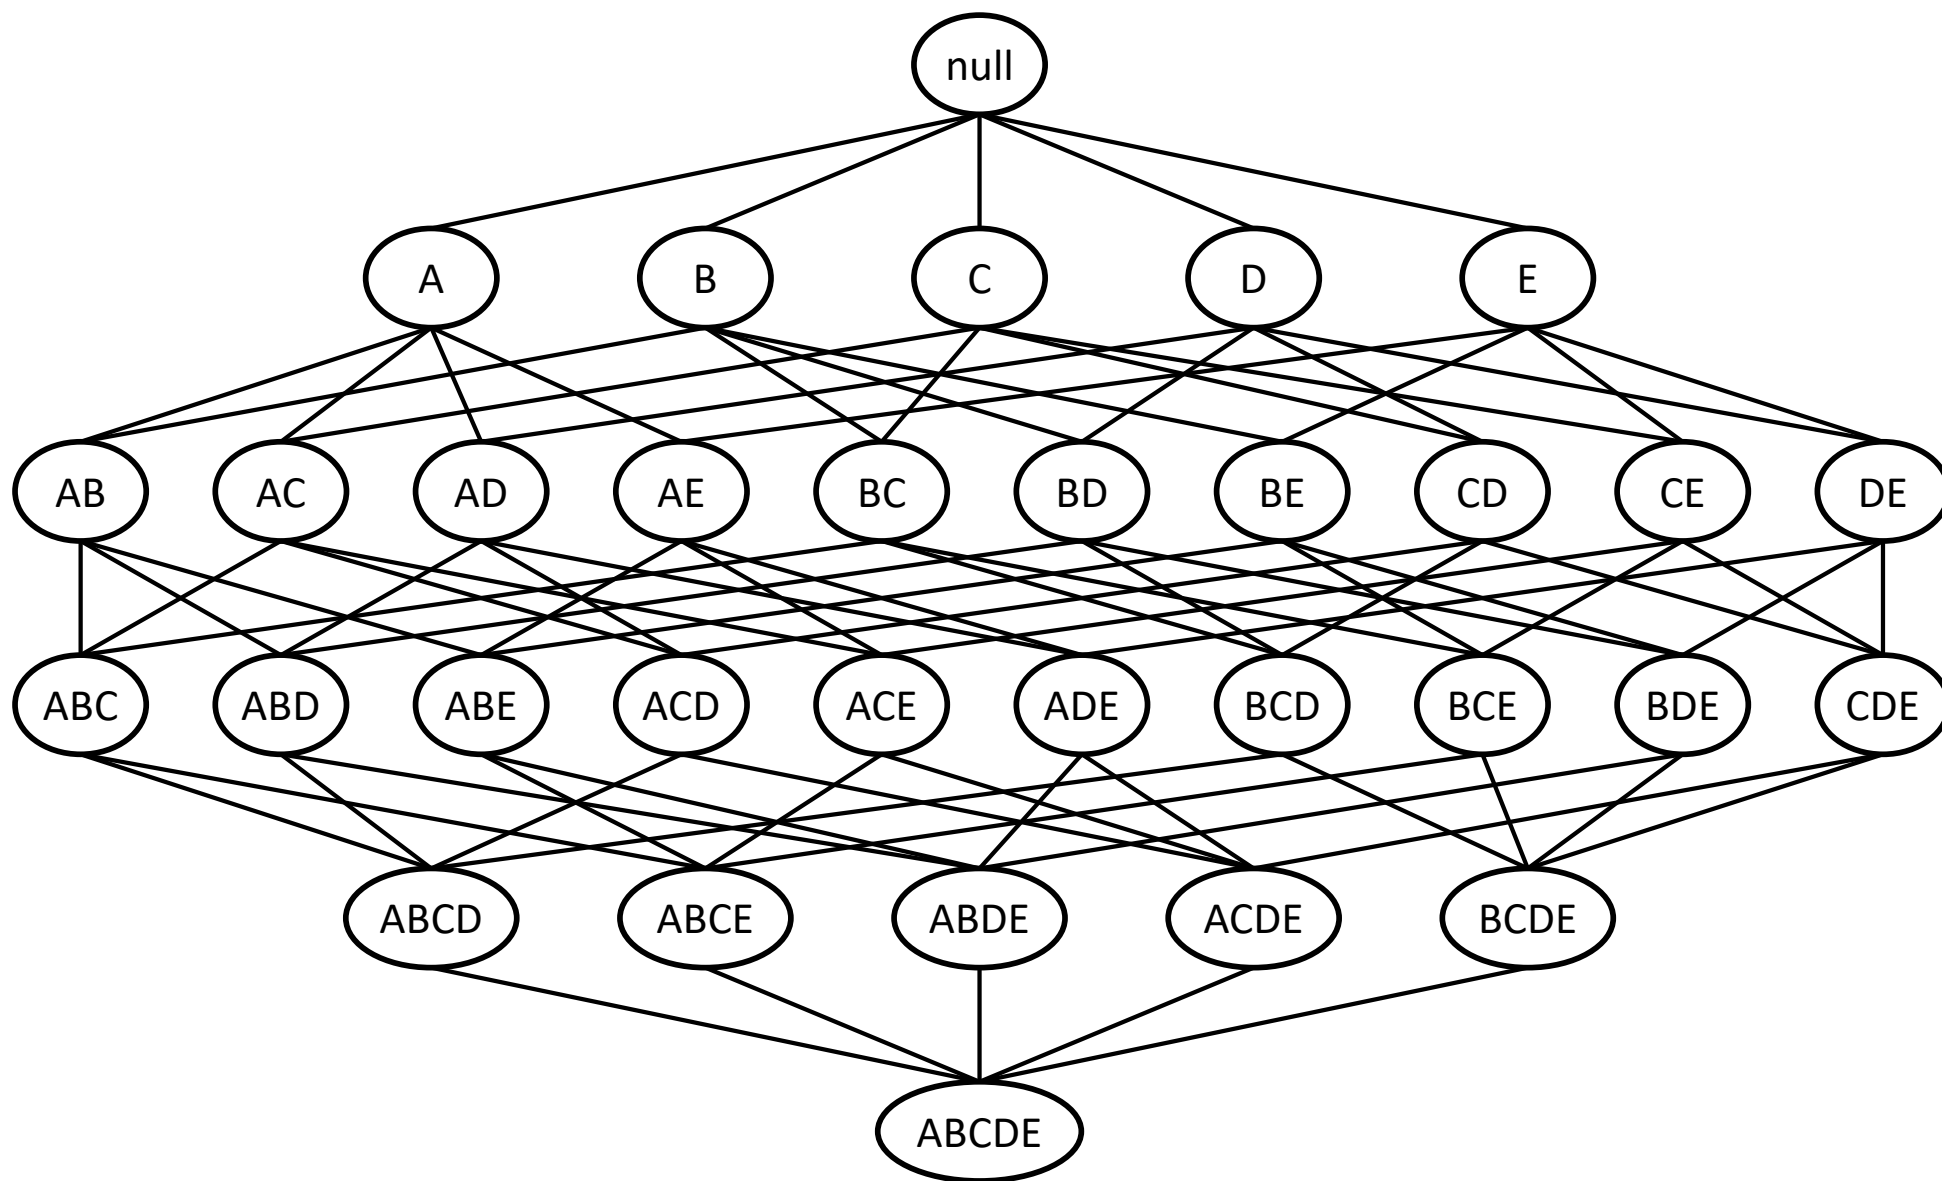 null
A B C D E
AB AC AD AE BC BD BE CD CE DE
ABC ABD ABE ACD ACE ADE BCD BCE BDE CDE
ABCD ABCE ABDE ACDE BCDE
ABCDE